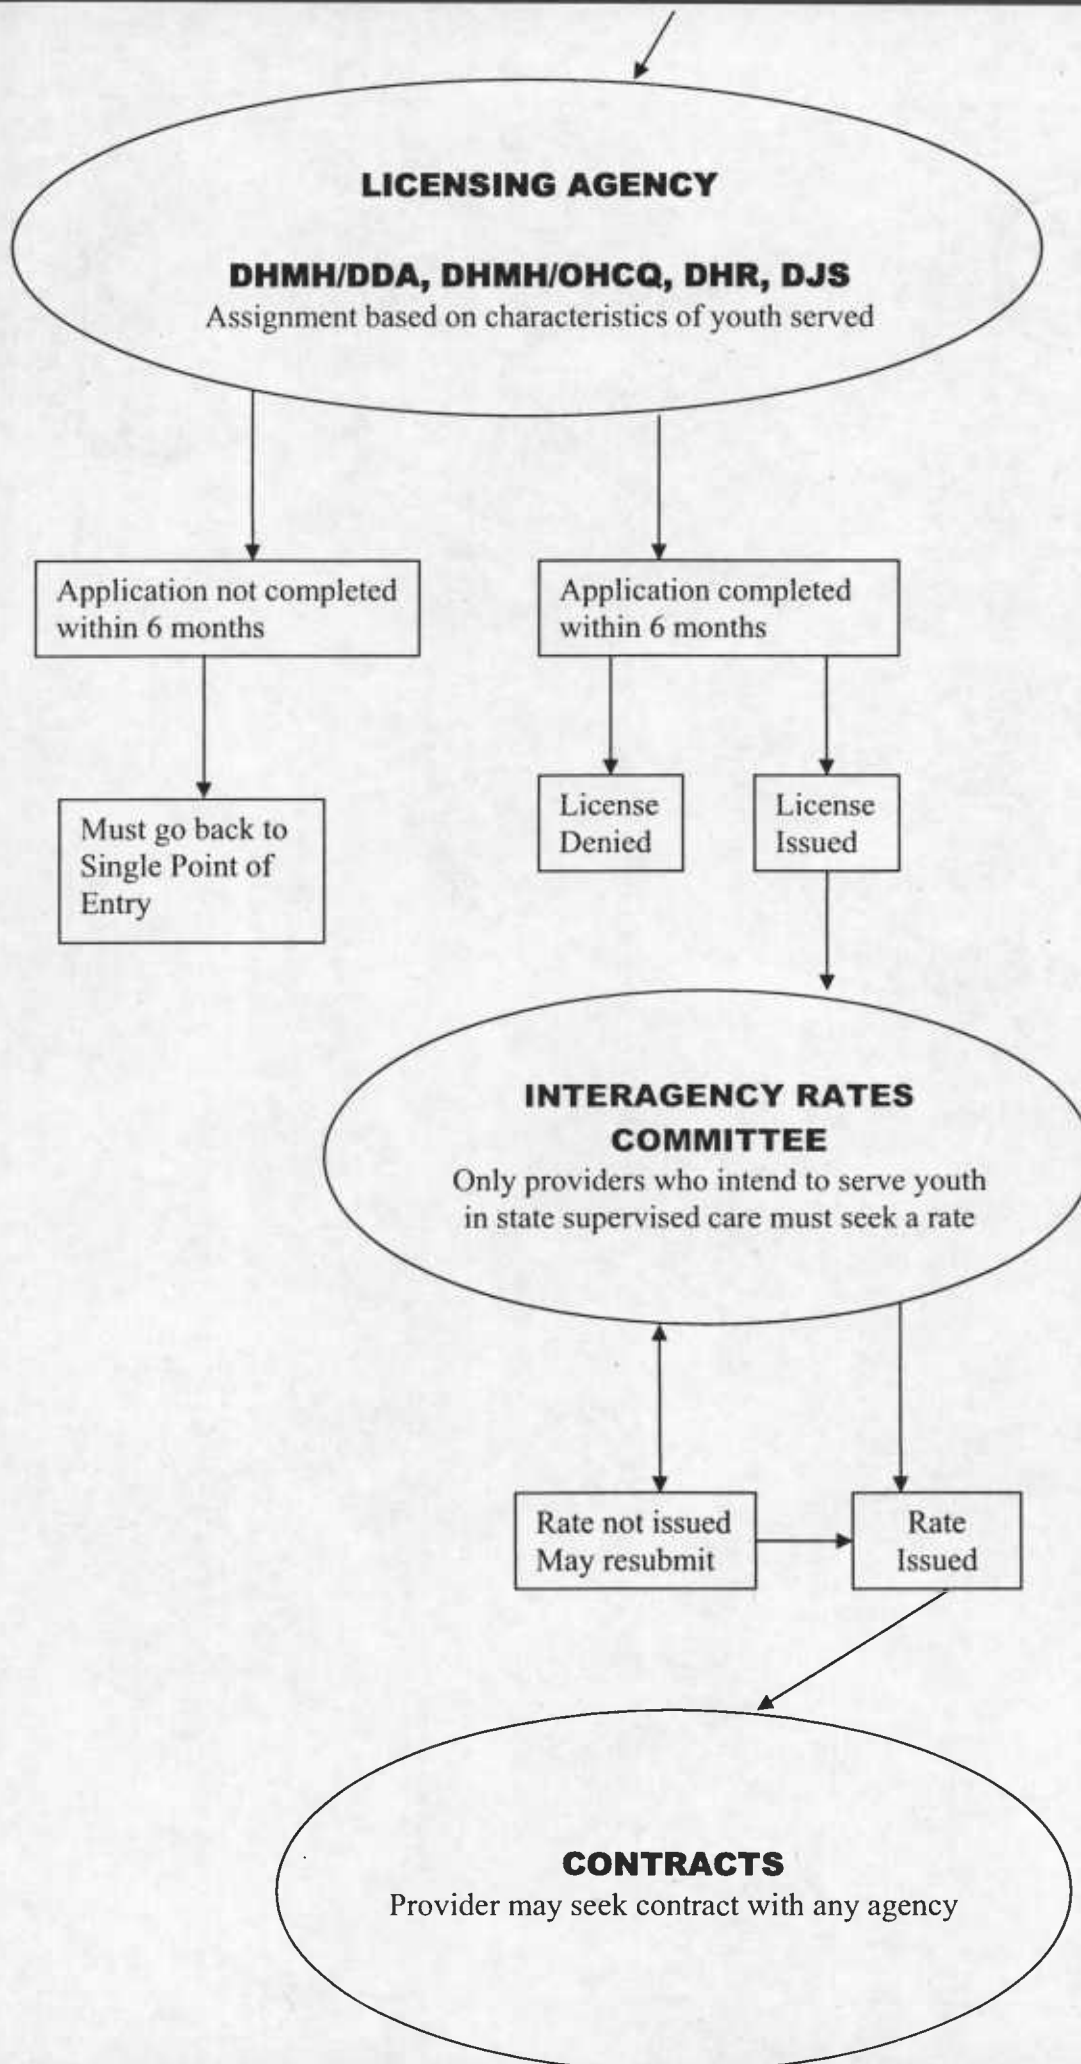 LICENSING AGENCY
DHMH/DDA, DHMH/OHCQ, DHR, DJS
Assignment based on characteristics of youth served
Application not completed
within 6 months
Application completed
within 6 months
Must go back to
Single Point of
Entry
License
Denied
License
Issued
INTERAGENCY RATES
COMMITTEE
Only providers who intend to serve youth
in state supervised care must seek a rate
Rate not issued
May resubmit
Rate
Issued
CONTRACTS
Provider may seek contract with any agency